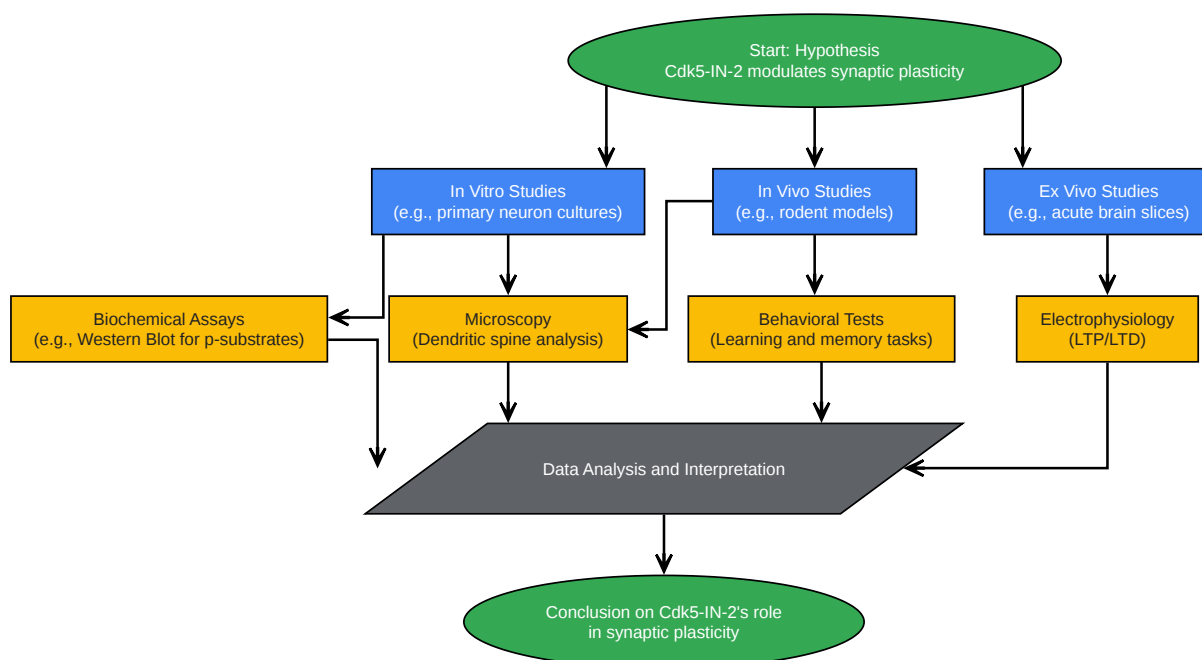 Start: Hypothesis
Cdk5-IN-2 modulates synaptic plasticity
In Vitro Studies
(e.g., primary neuron cultures)
In Vivo Studies
(e.g., rodent models)
Ex Vivo Studies
(e.g., acute brain slices)
Biochemical Assays
(e.g., Western Blot for p-substrates)
Microscopy
(Dendritic spine analysis)
Behavioral Tests
(Learning and memory tasks)
Electrophysiology
(LTP/LTD)
Data Analysis and Interpretation
Conclusion on Cdk5-IN-2's role
in synaptic plasticity